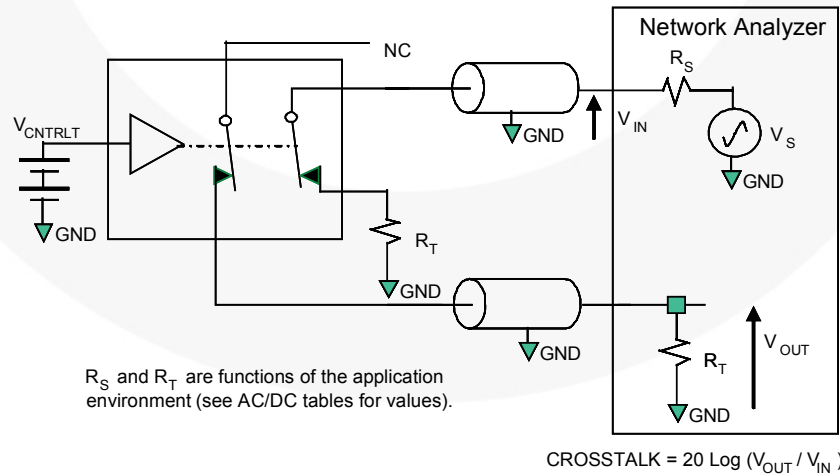 Network Analyzer
R_S
NC
V_CNTRLT
V_IN
GND
V_S
GND
GND
R_T
GND
V_OUT
GND
R_T
R_S and R_T are functions of the application
environment (see AC/DC tables for values).
GND
CROSSTALK = 20 Log (V_OUT / V_IN )